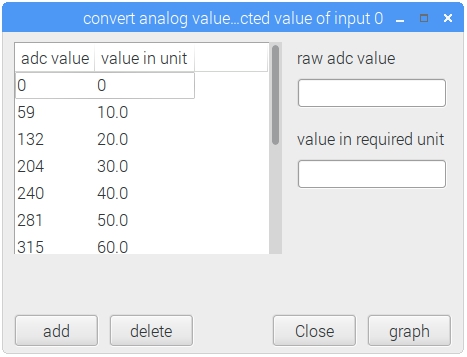 convert analog value...cted value of input 0
adc value value in unit
0 0
59 10.0
132 20.0
204 30.0
240 40.0
281 50.0
315 60.0
raw adc value
value in required unit
add delete Close graph